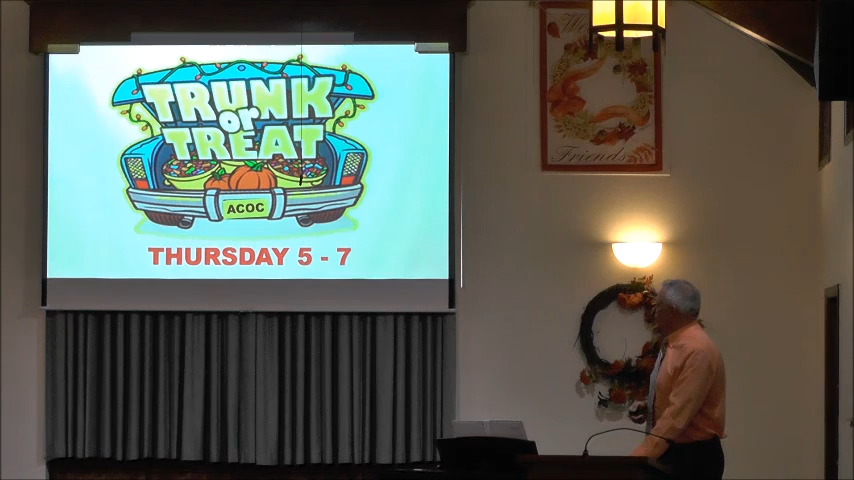 TRUNK
or
TREAT
ACOC
THURSDAY 5 - 7
Friends